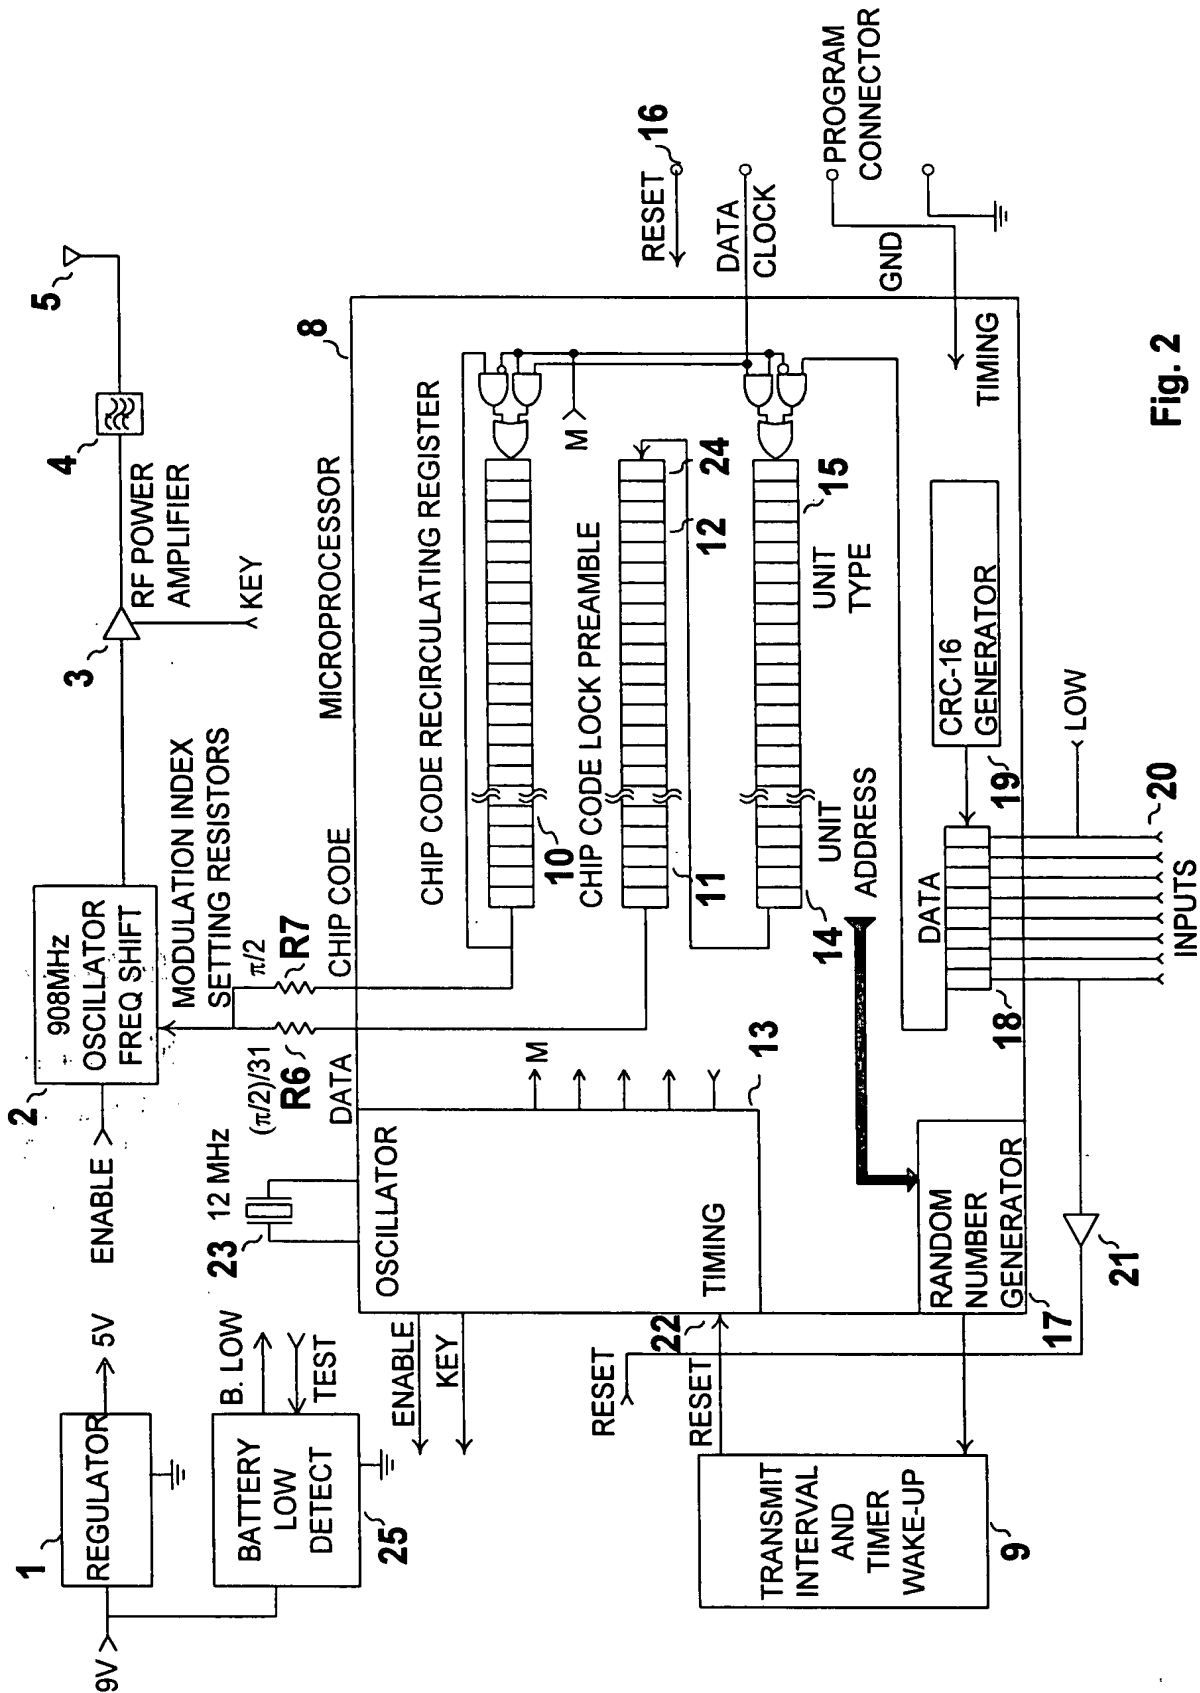 9V
1
REGULATOR
5V
BATTERY
LOW
DETECT
25
B. LOW
TEST
ENABLE
2
908MHz
OSCILLATOR
FREQ SHIFT
3
RF POWER
AMPLIFIER
KEY
4
5
MODULATION INDEX
SETTING RESISTORS
(π/2)/31
R6
π/2
R7
DATA
CHIP CODE
MICROPROCESSOR
8
23
12 MHz
OSCILLATOR
TIMING
13
M
ENABLE
KEY
RESET
RESET
22
CHIP CODE RECIRCULATING REGISTER
10
CHIP CODE LOCK PREAMBLE
11
12
24
M
14
UNIT
ADDRESS
UNIT
TYPE
15
RESET
16
DATA
CLOCK
GND
PROGRAM
CONNECTOR
TIMING
TRANSMIT
INTERVAL
AND
TIMER
WAKE-UP
9
RANDOM
NUMBER
GENERATOR
17
DATA
18
CRC-16
GENERATOR
19
LOW
20
INPUTS
21
Fig. 2